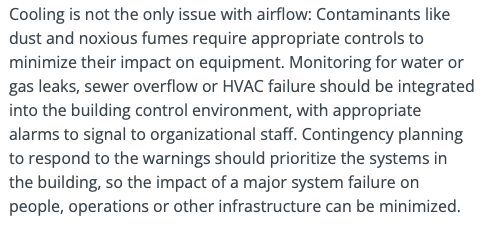 Cooling is not the only issue with airflow: Contaminants like
dust and noxious fumes require appropriate controls to
minimize their impact on equipment. Monitoring for water or
gas leaks, sewer overflow or HVAC failure should be integrated
into the building control environment, with appropriate
alarms to signal to organizational staff. Contingency planning
to respond to the warnings should prioritize the systems in
the building, so the impact of a major system failure on
people, operations or other infrastructure can be minimized.